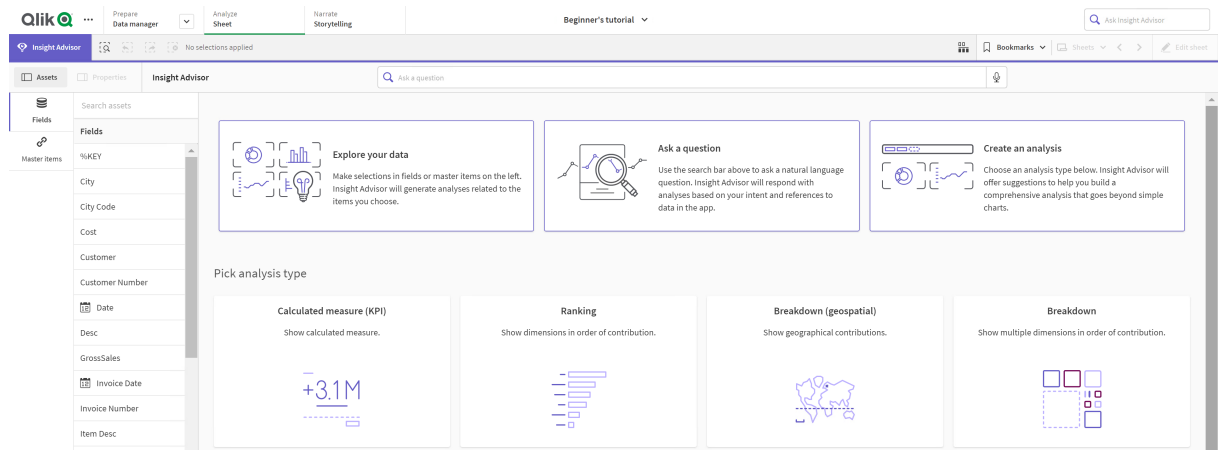 Qlik
Prepare
Data manager
Analyze
Sheet
Narrate
Storytelling
Beginner's tutorial
Ask Insight Advisor
Insight Advisor
No selections applied
Bookmarks
Sheets
Edit sheet
Assets
Properties
Insight Advisor
Ask a question
Fields
Master items
Search assets
Fields
%KEY
City
City Code
Cost
Customer
Customer Number
Date
Desc
GrossSales
Invoice Date
Invoice Number
Item Desc
Explore your data
Make selections in fields or master items on the left.
Insight Advisor will generate analyses related to the
items you choose.
Ask a question
Use the search bar above to ask a natural language
question. Insight Advisor will respond with
analyses based on your intent and references to
data in the app.
Create an analysis
Choose an analysis type below. Insight Advisor will
offer suggestions to help you build a
comprehensive analysis that goes beyond simple
charts.
Pick analysis type
Calculated measure (KPI)
Show calculated measure.
+3.1M
Ranking
Show dimensions in order of contribution.
Breakdown (geospatial)
Show geographical contributions.
Breakdown
Show multiple dimensions in order of contribution.